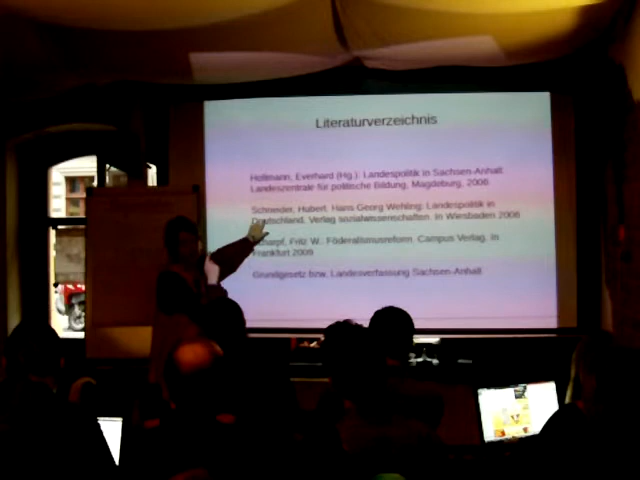 Literaturverzeichnis
Holtmann, Everhard (Hg.): Landespolitik in Sachsen-Anhalt.
Landeszentrale für politische Bildung, Magdeburg, 2006.
Schneider, Hubert, Hans Georg Wehling: Landespolitik in
Deutschland. Verlag sozialwissenschaften. In Wiesbaden 2006
Scharpf, Fritz W.: Föderalismusreform. Campus Verlag. In
Frankfurt 2009
Grundgesetz bzw. Landesverfassung Sachsen-Anhalt